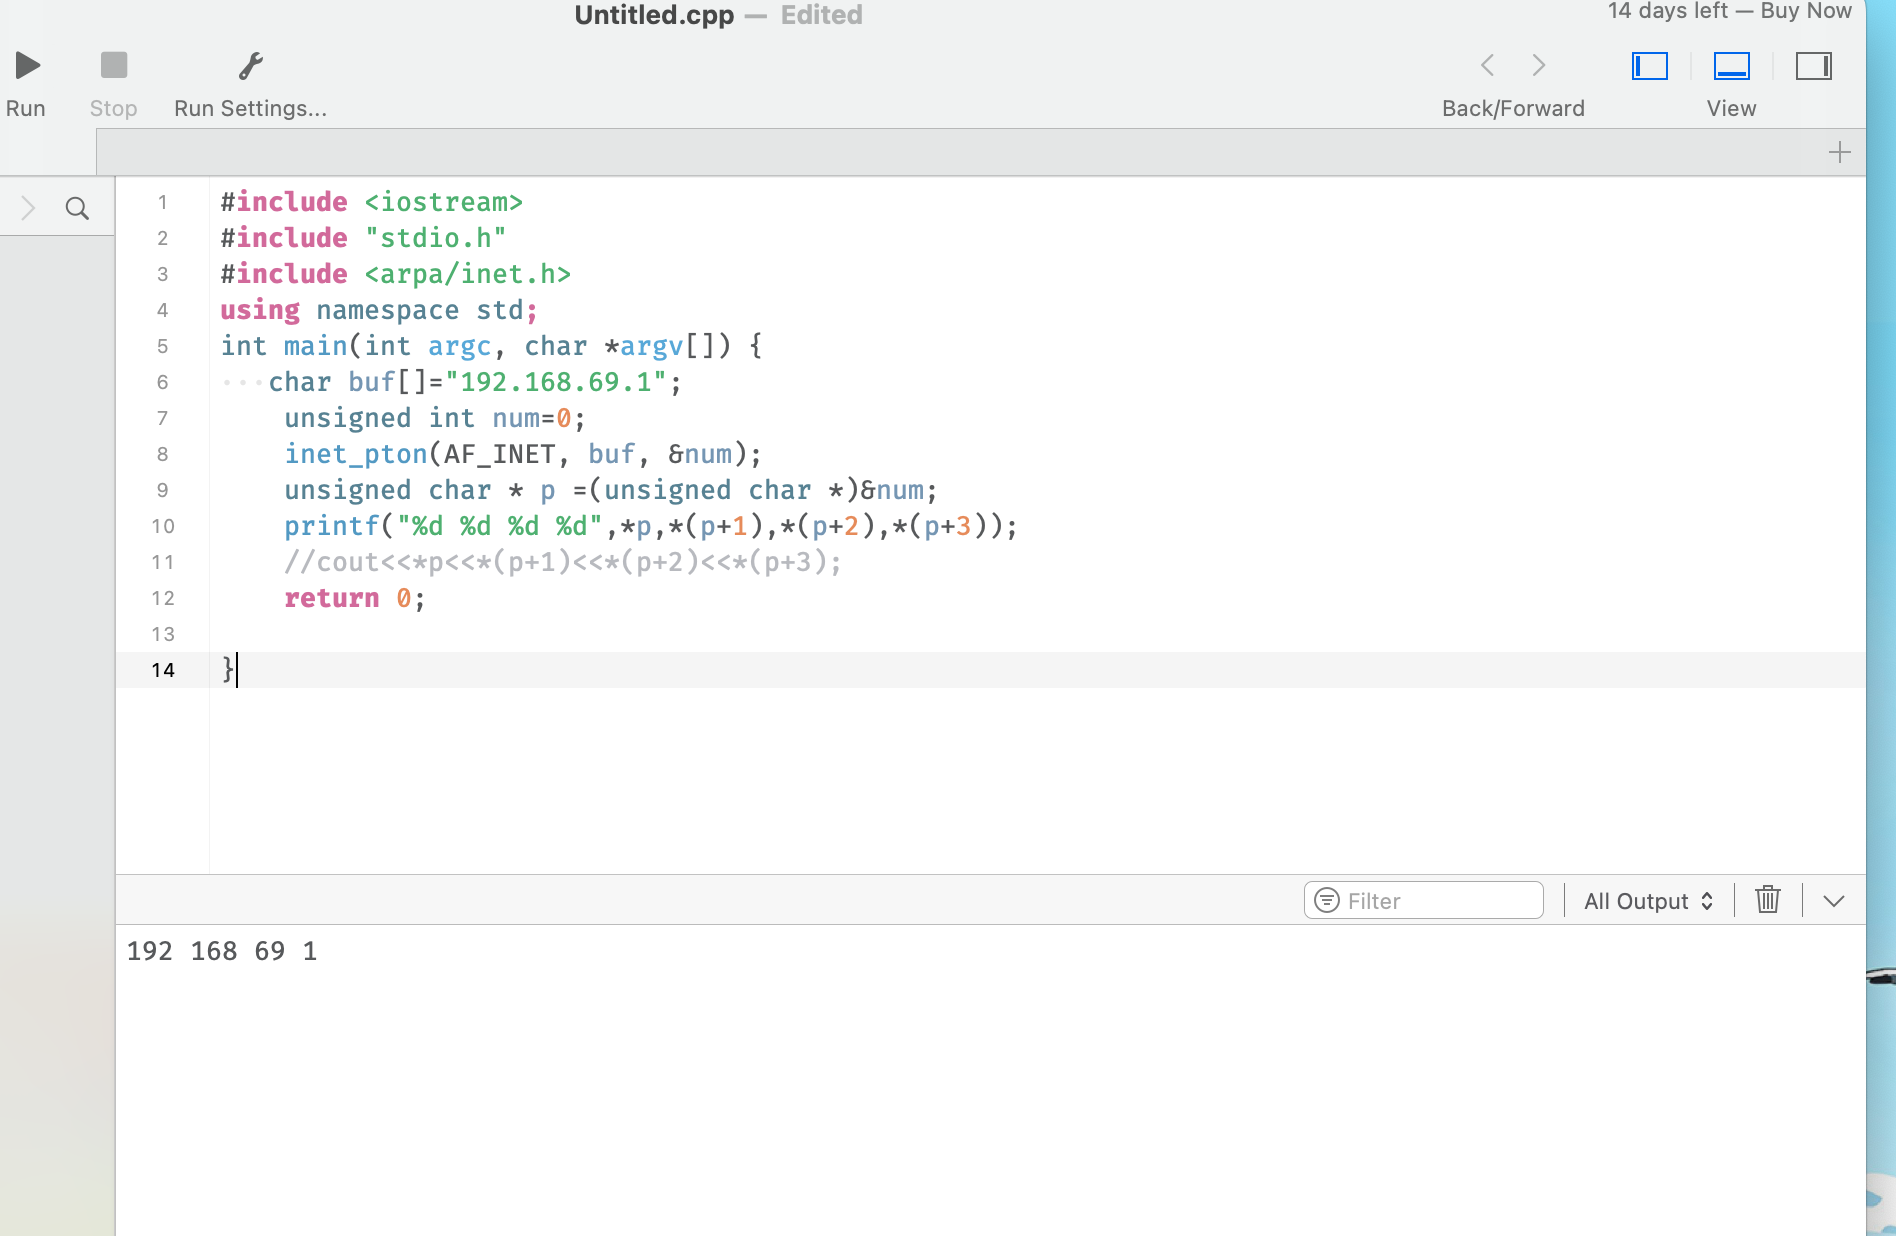 Untitled.cpp — Edited
14 days left — Buy Now
Run
Stop
Run Settings...
Back/Forward
View
1 #include <iostream>
2 #include "stdio.h"
3 #include <arpa/inet.h>
4 using namespace std;
5 int main(int argc, char *argv[]) {
6 char buf[]="192.168.69.1";
7 unsigned int num=0;
8 inet_pton(AF_INET, buf, &num);
9 unsigned char * p =(unsigned char *)&num;
10 printf("%d %d %d %d",*p,*(p+1),*(p+2),*(p+3));
11 //cout<<*p<<*(p+1)<<*(p+2)<<*(p+3);
12 return 0;
13
14 }
Filter
All Output
192 168 69 1